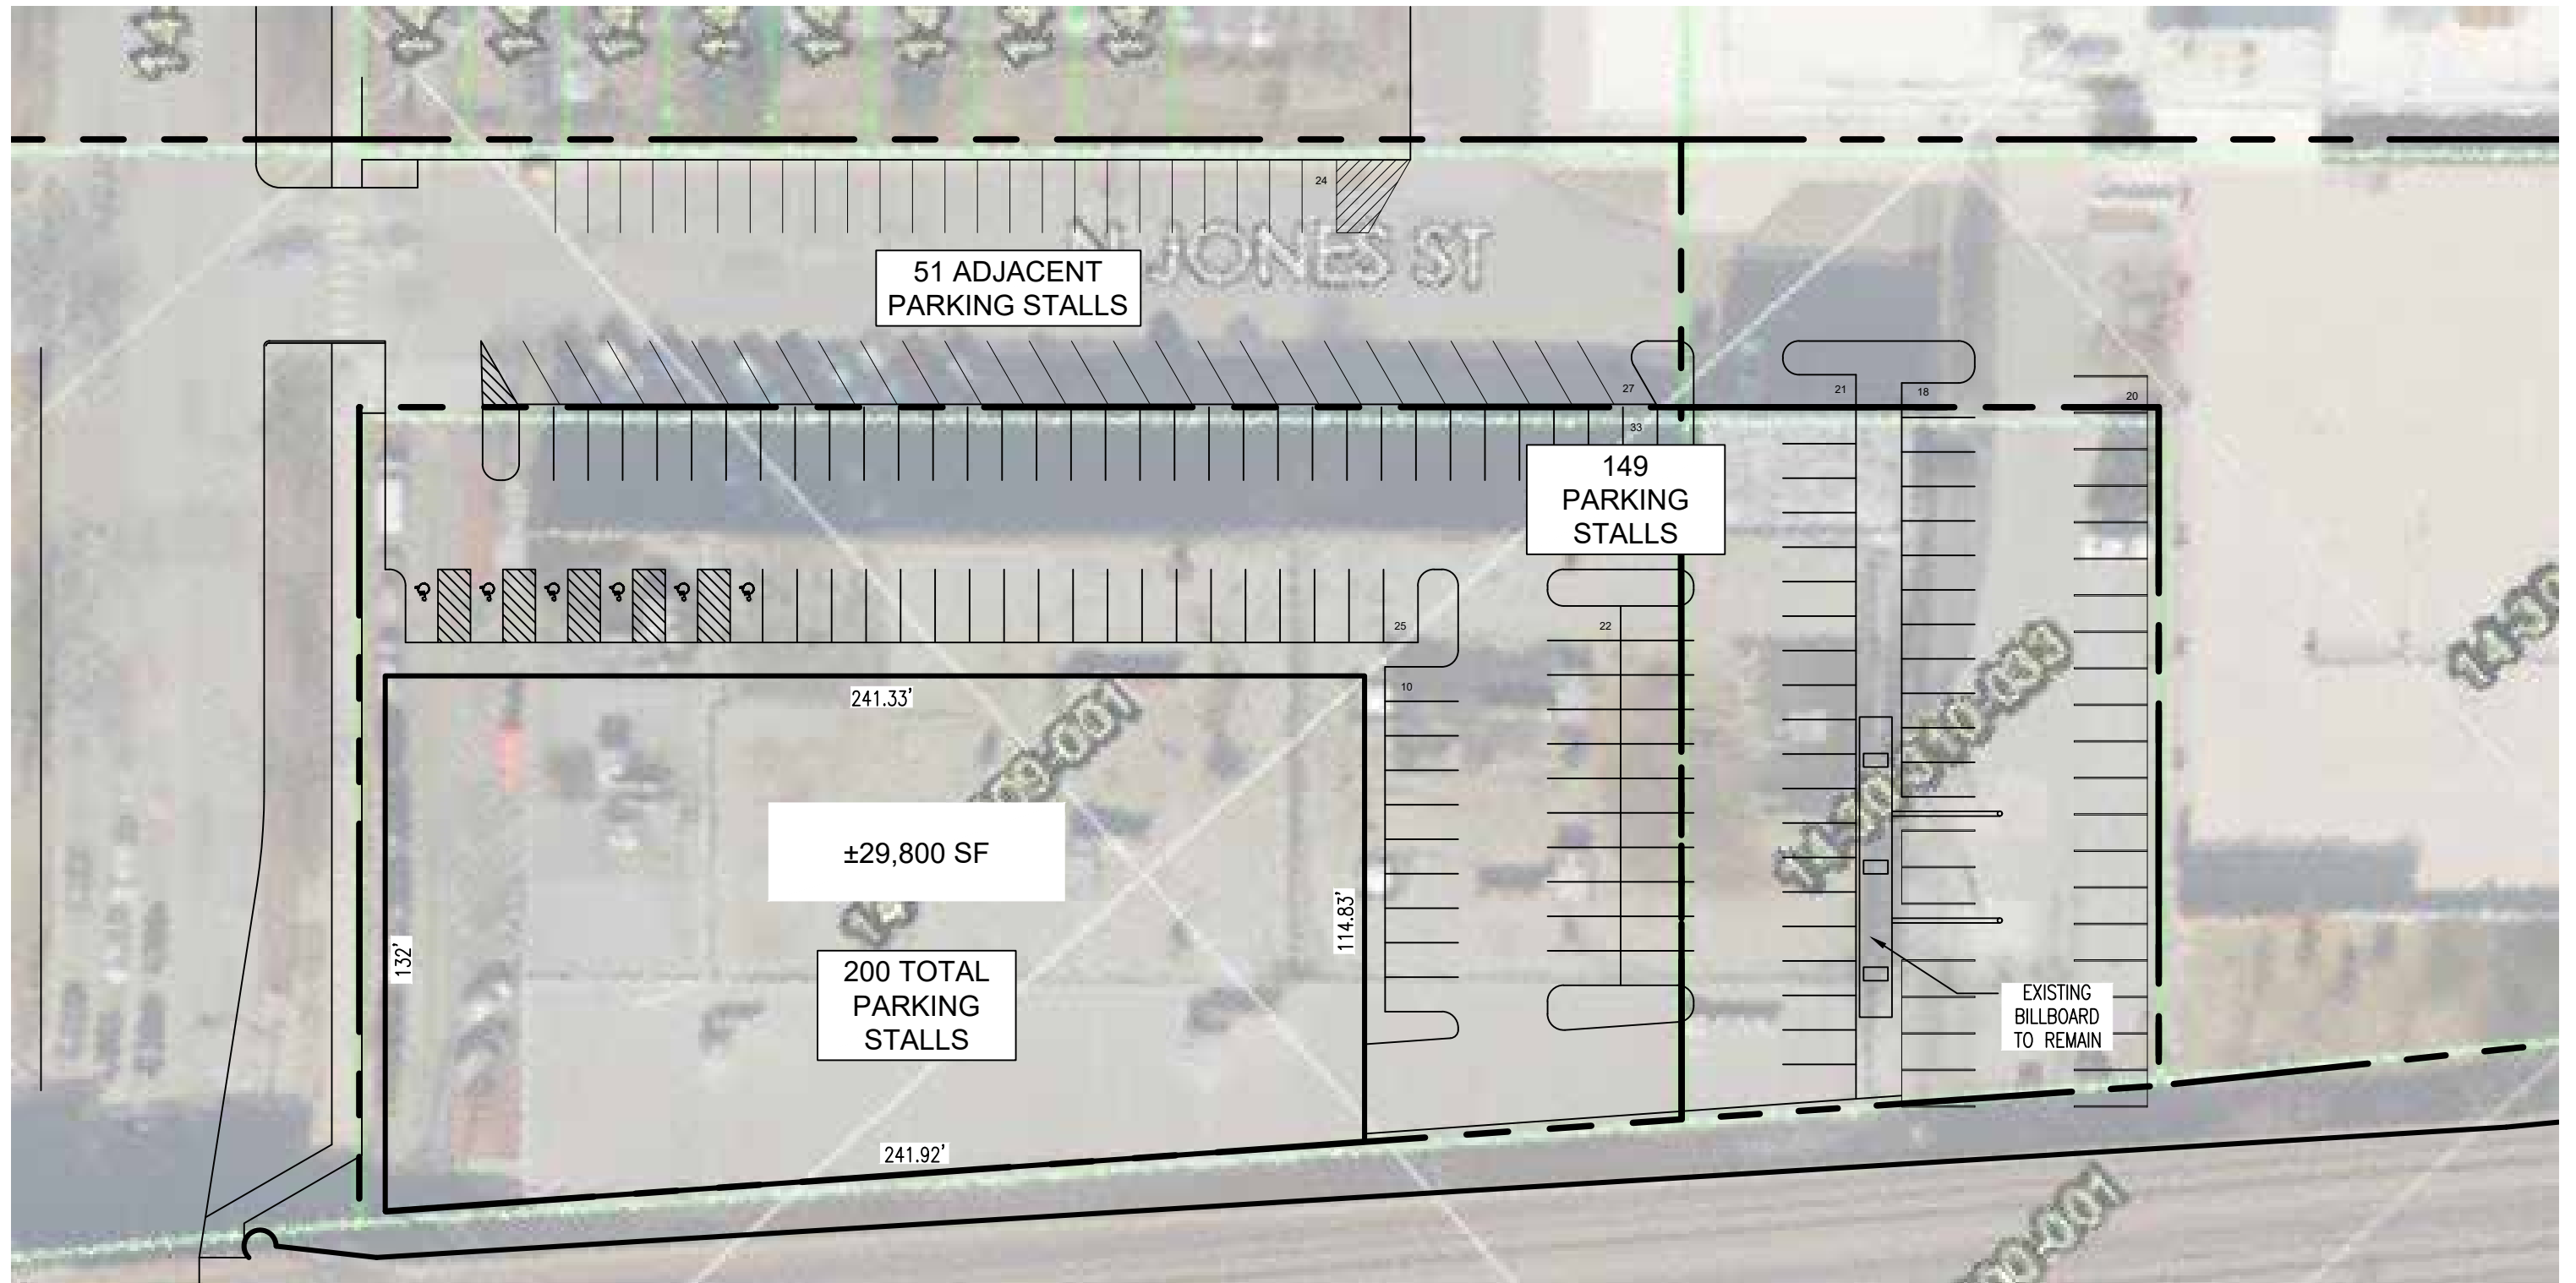 24
N JONES ST
51 ADJACENT
PARKING STALLS
27
21
18
20
33
149
PARKING
STALLS
25
22
10
241.33'
±29,800 SF
132'
114.83'
200 TOTAL
PARKING
STALLS
EXISTING
BILLBOARD
TO REMAIN
241.92'